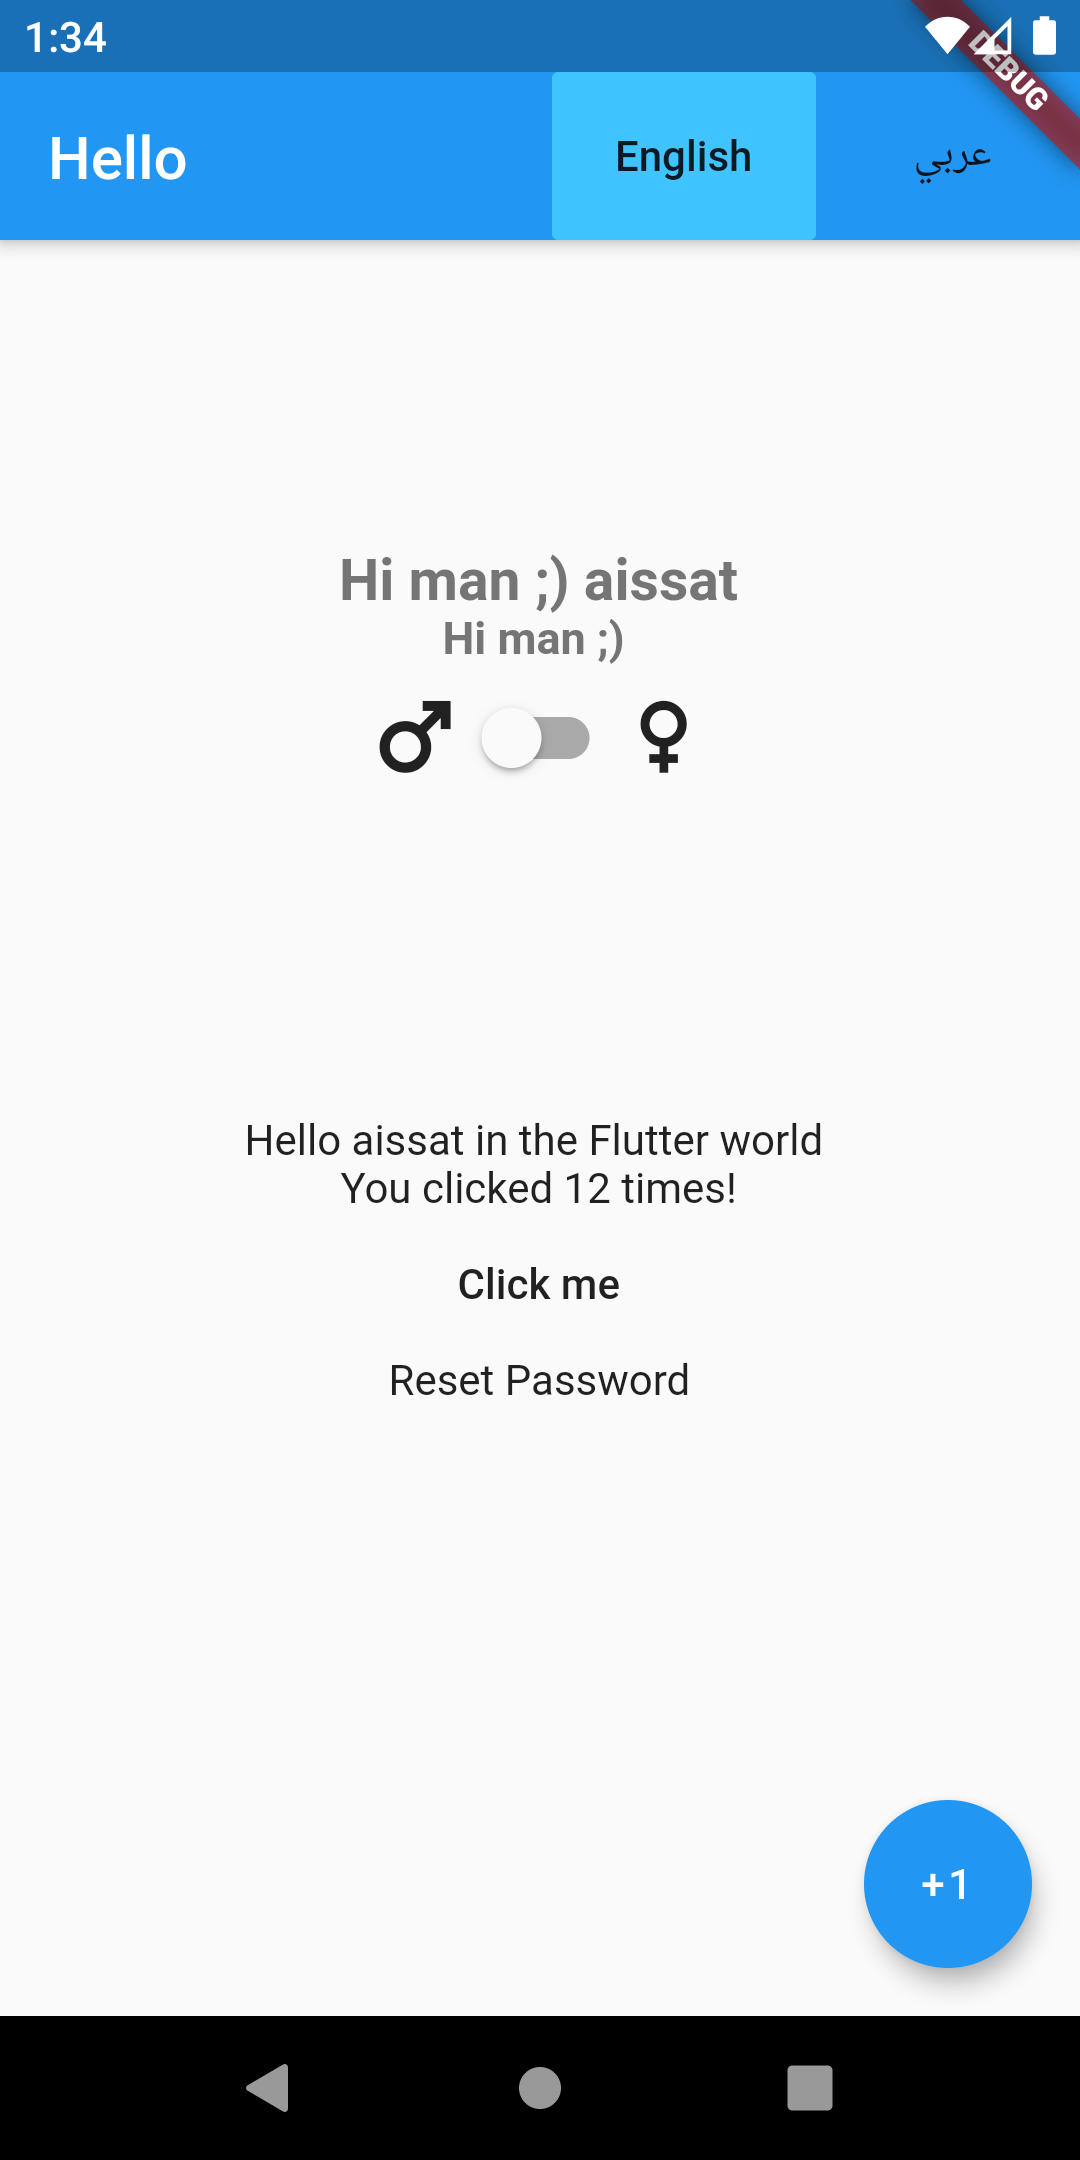 1:34
DEBUG
Hello
English
عربي
Hi man ;) aissat
Hi man ;)
Hello aissat in the Flutter world
You clicked 12 times!
Click me
Reset Password
+1